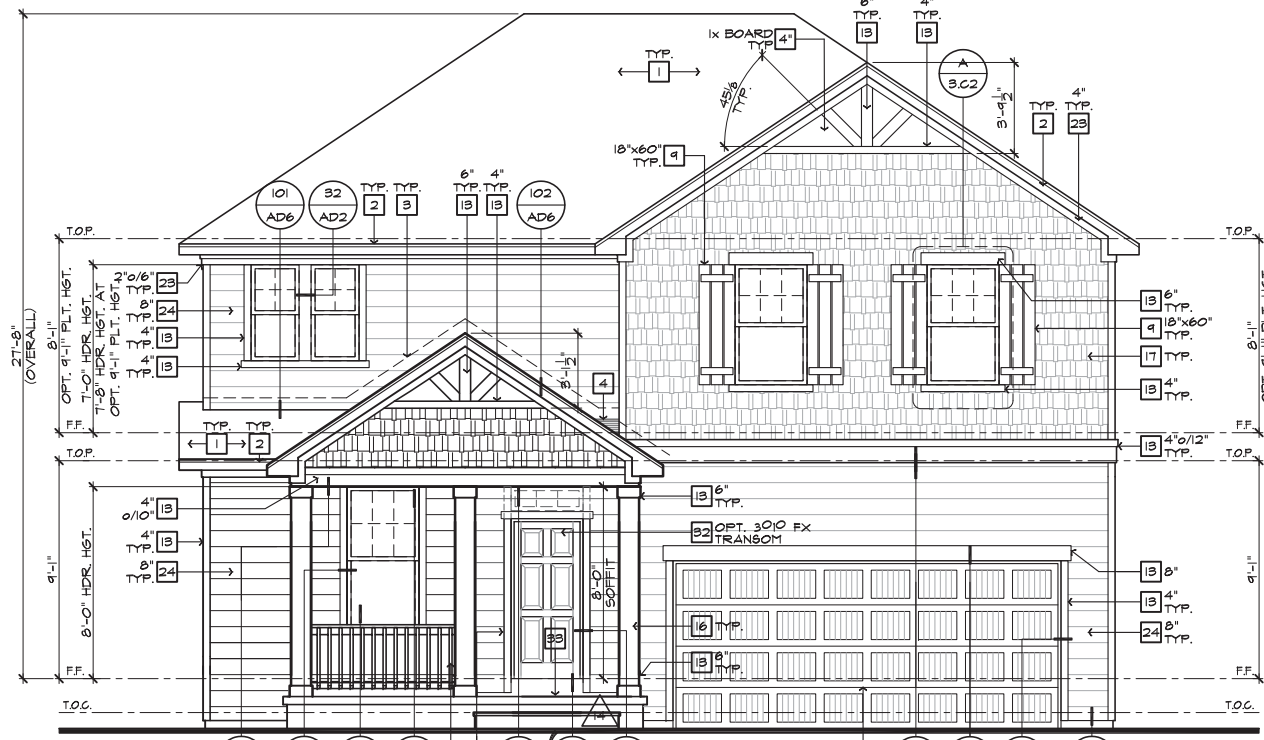 6" 4"
TYP. TYP.
13 13
1x BOARD 4"
TYP
TYP.
1
A
3.C2
45⅛
TYP.
3'-9½"
4"
TYP. TYP.
2 23
18"x60" 9
TYP.
101
AD6
32
AD2
TYP. TYP.
2 3
6" 4"
TYP. TYP.
13 13
102
AD6
T.O.P.
T.O.P.
27'-8"
(OVERALL)
8'-1"
OPT. 9'-1" PLT. HGT.
7'-0" HDR. HGT.
7'-8" HDR. HGT. AT
OPT. 9'-1" PLT. HGT.
2"o/6" 23
TYP.
8" 24
TYP.
4" 13
TYP.
4" 13
TYP.
13 6"
TYP.
9 18"x60"
TYP.
17 TYP.
13 4"
TYP.
8'-1"
3'-1½"
4
F.F.
F.F.
TYP. TYP.
1 2
T.O.P.
T.O.P.
13 4"o/12"
TYP.
4" 13
o/10"
4" 13
TYP.
8" 24
TYP.
9'-1"
8'-0" HDR. HGT.
13 6"
TYP.
32 OPT. 3010 FX
TRANSOM
8'-0"
SOFFIT
33
16 TYP.
13 8"
TYP.
13 8"
13 4"
TYP.
24 8"
TYP.
9'-1"
F.F.
F.F.
T.O.C.
T.O.C.
14